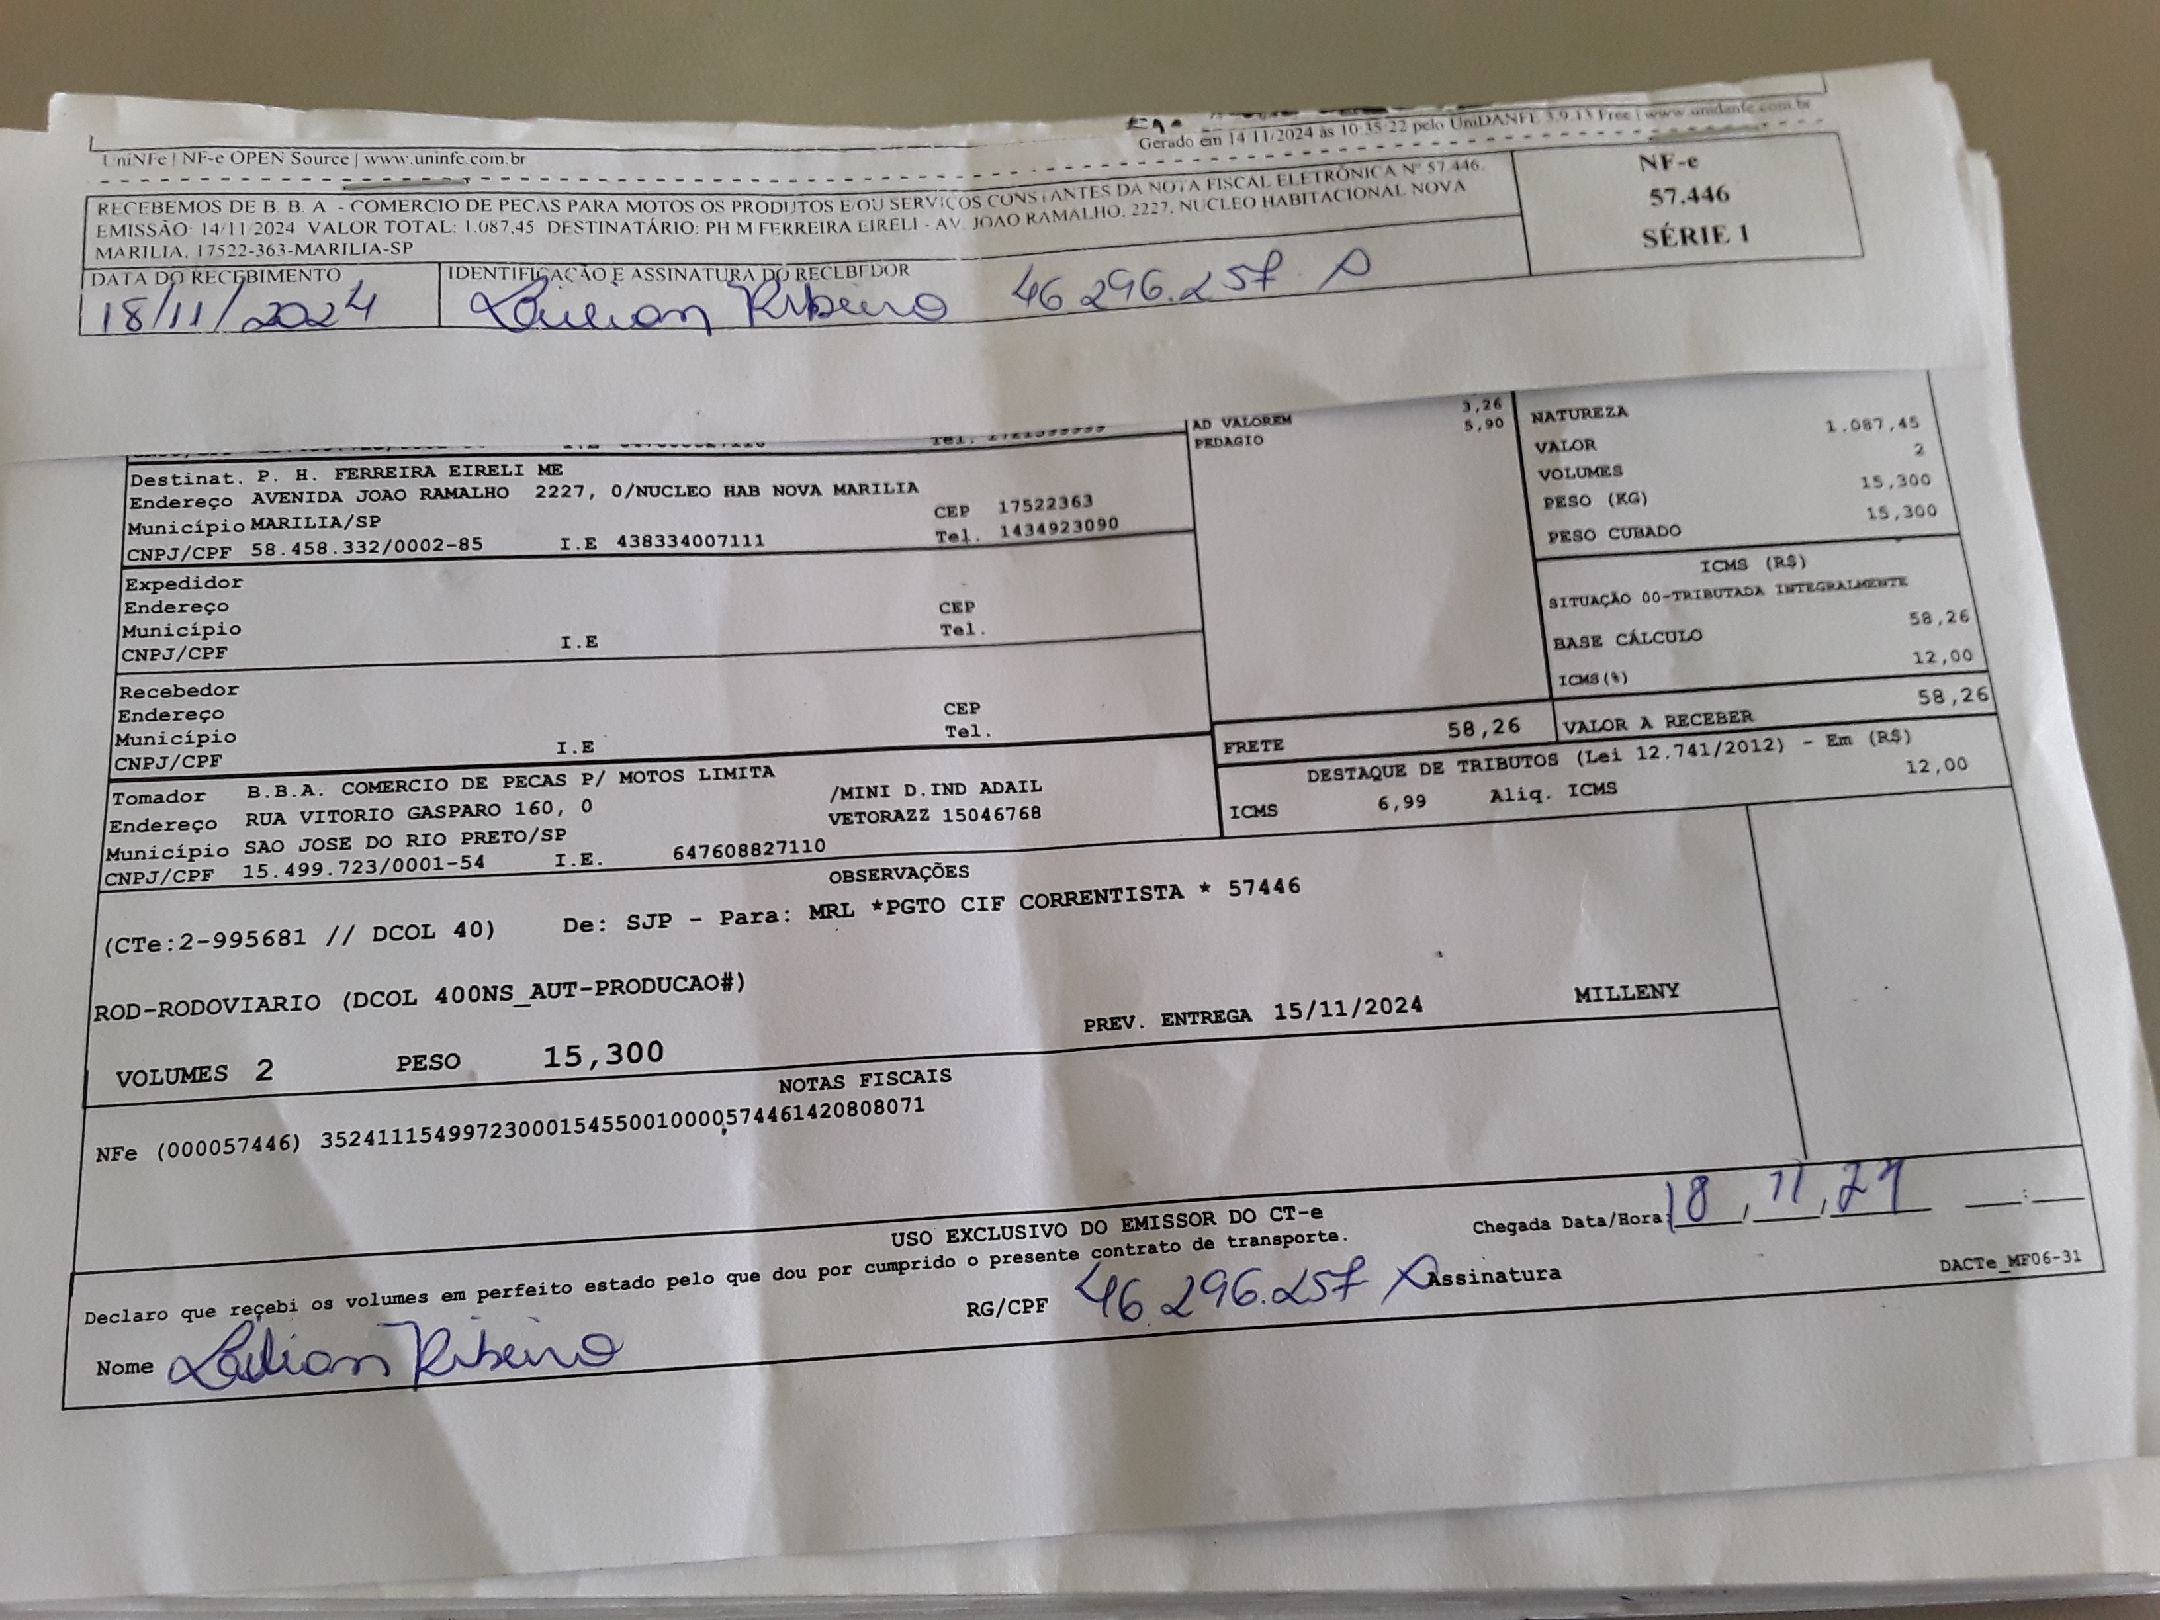 Gerado em 14/11/2024 às 10:35:22 pelo UniDANFE 3.9.13 Free | www.unidanfe.com.br
UniNFe | NF-e OPEN Source | www.uninfe.com.br
RECEBEMOS DE B. B. A - COMERCIO DE PECAS PARA MOTOS OS PRODUTOS E/OU SERVIÇOS CONSTANTES DA NOTA FISCAL ELETRÔNICA Nº 57.446.
EMISSÃO: 14/11/2024 VALOR TOTAL: 1.087,45 DESTINATÁRIO: PH M FERREIRA EIRELI - AV. JOAO RAMALHO, 2227, NUCLEO HABITACIONAL NOVA
MARILIA, 17522-363-MARILIA-SP
NF-e
57.446
SÉRIE 1
DATA DO RECEBIMENTO
18/11/2024
IDENTIFICAÇÃO E ASSINATURA DO RECEBEDOR
Lailian Ribeiro 46 296.257
AD VALOREM 3,26
PEDAGIO 5,90
NATUREZA
VALOR 1.087,45
VOLUMES 2
PESO (KG) 15,300
PESO CUBADO 15,300
Destinat. P. H. FERREIRA EIRELI ME
Endereço AVENIDA JOAO RAMALHO 2227, 0/NUCLEO HAB NOVA MARILIA
Município MARILIA/SP CEP 17522363
CNPJ/CPF 58.458.332/0002-85 I.E 438334007111 Tel. 1434923090
ICMS (R$)
SITUAÇÃO 00-TRIBUTADA INTEGRALMENTE
BASE CÁLCULO 58,26
ICMS(%) 12,00
Expedidor
Endereço CEP
Município Tel.
CNPJ/CPF I.E
Recebedor
Endereço CEP
Município Tel.
CNPJ/CPF I.E
FRETE 58,26 VALOR A RECEBER 58,26
DESTAQUE DE TRIBUTOS (Lei 12.741/2012) - Em (R$)
ICMS 6,99 Aliq. ICMS 12,00
Tomador B.B.A. COMERCIO DE PECAS P/ MOTOS LIMITA
Endereço RUA VITORIO GASPARO 160, 0 /MINI D.IND ADAIL
Município SAO JOSE DO RIO PRETO/SP VETORAZZ 15046768
CNPJ/CPF 15.499.723/0001-54 I.E. 647608827110
OBSERVAÇÕES
(CTe:2-995681 // DCOL 40) De: SJP - Para: MRL *PGTO CIF CORRENTISTA * 57446
ROD-RODOVIARIO (DCOL 400NS_AUT-PRODUCAO#)
PREV. ENTREGA 15/11/2024 MILLENY
VOLUMES 2 PESO 15,300
NOTAS FISCAIS
NFe (000057446) 35241115499723000154550010000574461420808071
USO EXCLUSIVO DO EMISSOR DO CT-e
Chegada Data/Hora: 18,11,24 __:__
Declaro que reçebi os volumes em perfeito estado pelo que dou por cumprido o presente contrato de transporte.
Nome Lailian Ribeiro RG/CPF 46 296.257 Assinatura
DACTe_MF06-31